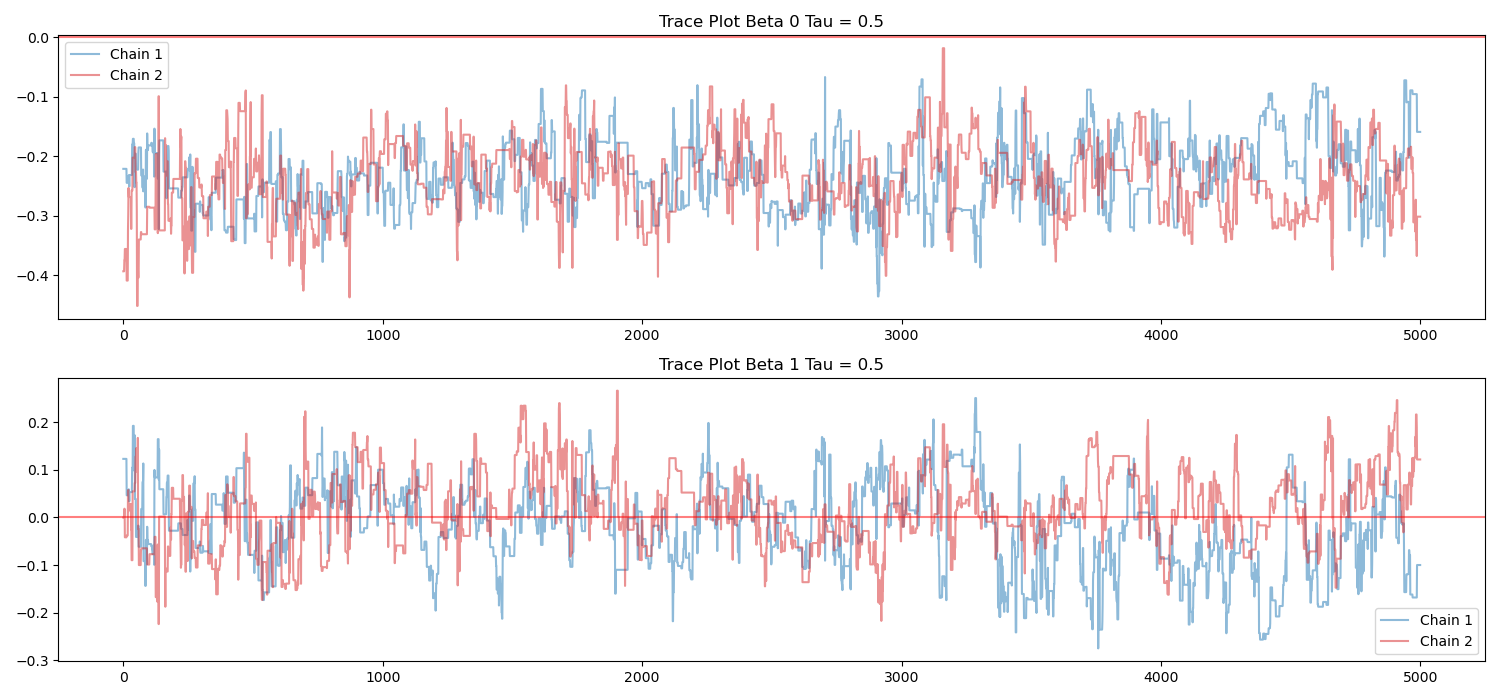 Trace Plot Beta 0 Tau = 0.5
0.0
−0.1
−0.2
−0.3
−0.4
Chain 1
Chain 2
0 1000 2000 3000 4000 5000
Trace Plot Beta 1 Tau = 0.5
0.2
0.1
0.0
−0.1
−0.2
−0.3
Chain 1
Chain 2
0 1000 2000 3000 4000 5000